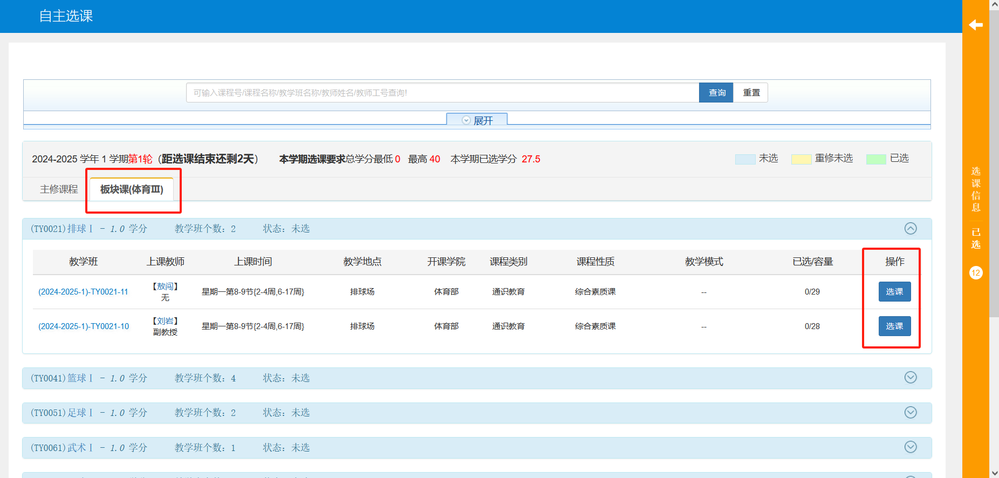 自主选课
可输入课程号/课程名称/教学班名称/教师姓名/教师工号查询!
查询
重置
展开
2024-2025 学年 1 学期第1轮（距选课结束还剩2天） 本学期选课要求总学分最低 0 最高 40 本学期已选学分 27.5
未选 重修未选 已选
主修课程 板块课(体育Ⅲ)
(TY0021)排球Ⅰ - 1.0 学分 教学班个数：2 状态：未选
教学班 上课教师 上课时间 教学地点 开课学院 课程类别 课程性质 教学模式 已选/容量 操作
(2024-2025-1)-TY0021-11 【敖闯】 无 星期一第8-9节{2-4周,6-17周} 排球场 体育部 通识教育 综合素质课 -- 0/29 选课
(2024-2025-1)-TY0021-10 【刘岩】 副教授 星期一第8-9节{2-4周,6-17周} 排球场 体育部 通识教育 综合素质课 -- 0/28 选课
(TY0041)篮球Ⅰ - 1.0 学分 教学班个数：4 状态：未选
(TY0051)足球Ⅰ - 1.0 学分 教学班个数：2 状态：未选
(TY0061)武术Ⅰ - 1.0 学分 教学班个数：1 状态：未选
选课信息
已选
12